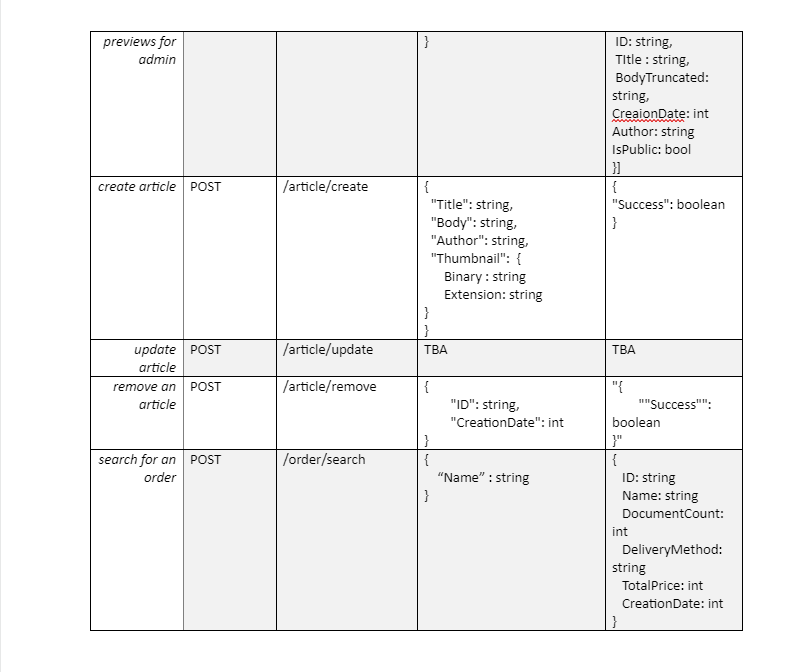 previews for
admin
}
ID: string,
TItle : string,
BodyTruncated:
string,
CreaionDate: int
Author: string
IsPublic: bool
}]
create article
POST
/article/create
{
"Title": string,
"Body": string,
"Author": string,
"Thumbnail": {
Binary : string
Extension: string
}
}
{
"Success": boolean
}
update
article
POST
/article/update
TBA
TBA
remove an
article
POST
/article/remove
{
"ID": string,
"CreationDate": int
}
"{
""Success"":
boolean
}"
search for an
order
POST
/order/search
{
“Name” : string
}
{
ID: string
Name: string
DocumentCount:
int
DeliveryMethod:
string
TotalPrice: int
CreationDate: int
}